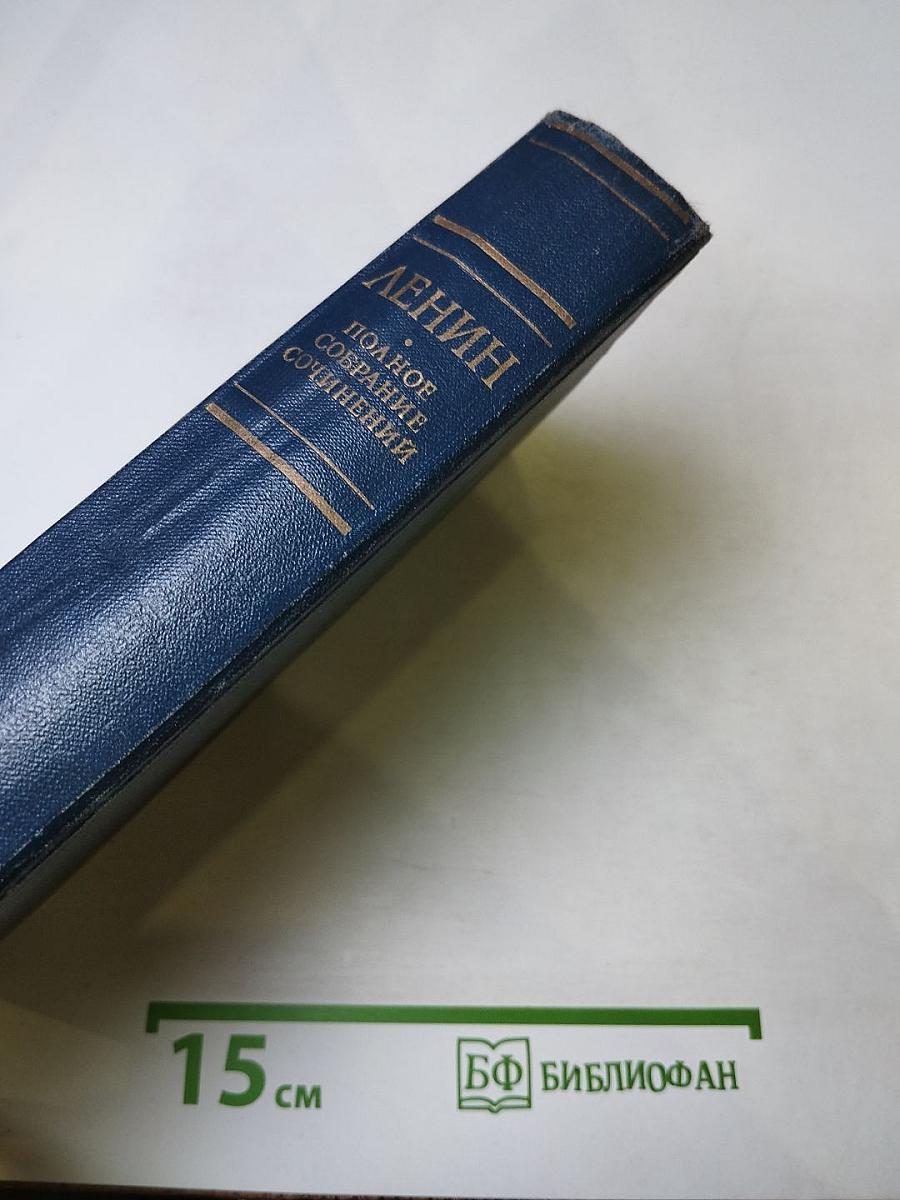 ЛЕНИН
•
ПОЛНОЕ
СОБРАНИЕ
СОЧИНЕНИЙ
15 см
БФ БИБЛИОФАН